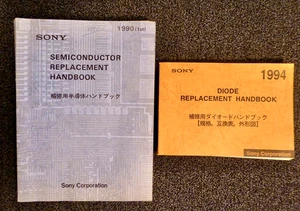 1990(1st)
SONY
SEMICONDUCTOR
REPLACEMENT
HANDBOOK
補修用半導体ハンドブック
Sony Corporation
SONY
1994
DIODE
REPLACEMENT HANDBOOK
補修用ダイオードハンドブック
[規格、互換表、外形図]
Sony Corporation